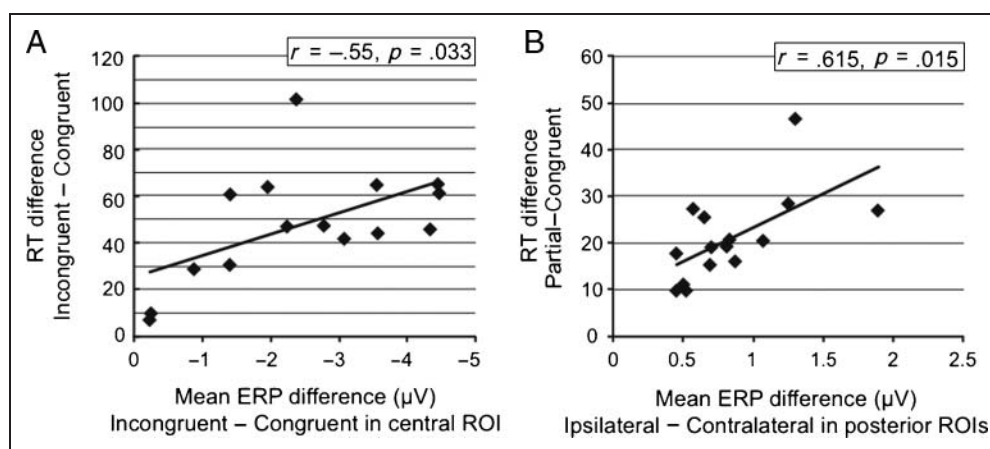 A
r = –.55, p = .033
RT difference
Incongruent – Congruent
120
100
80
60
40
20
0
0 –1 –2 –3 –4 –5
Mean ERP difference (µV)
Incongruent – Congruent in central ROI
B
r = .615, p = .015
RT difference
Partial–Congruent
60
50
40
30
20
10
0
0 0.5 1 1.5 2 2.5
Mean ERP difference (µV)
Ipsilateral – Contralateral in posterior ROIs